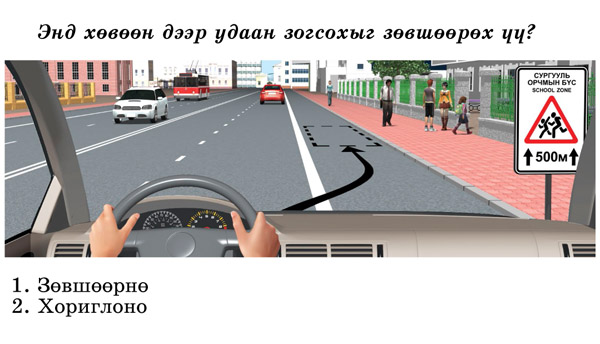 Энд хөвөөн дээр удаан зогсохыг зөвшөөрөх үү?
СУРГУУЛЬ
ОРЧМЫН БҮС
SCHOOL ZONE
500м
1. Зөвшөөрнө
2. Хориглоно